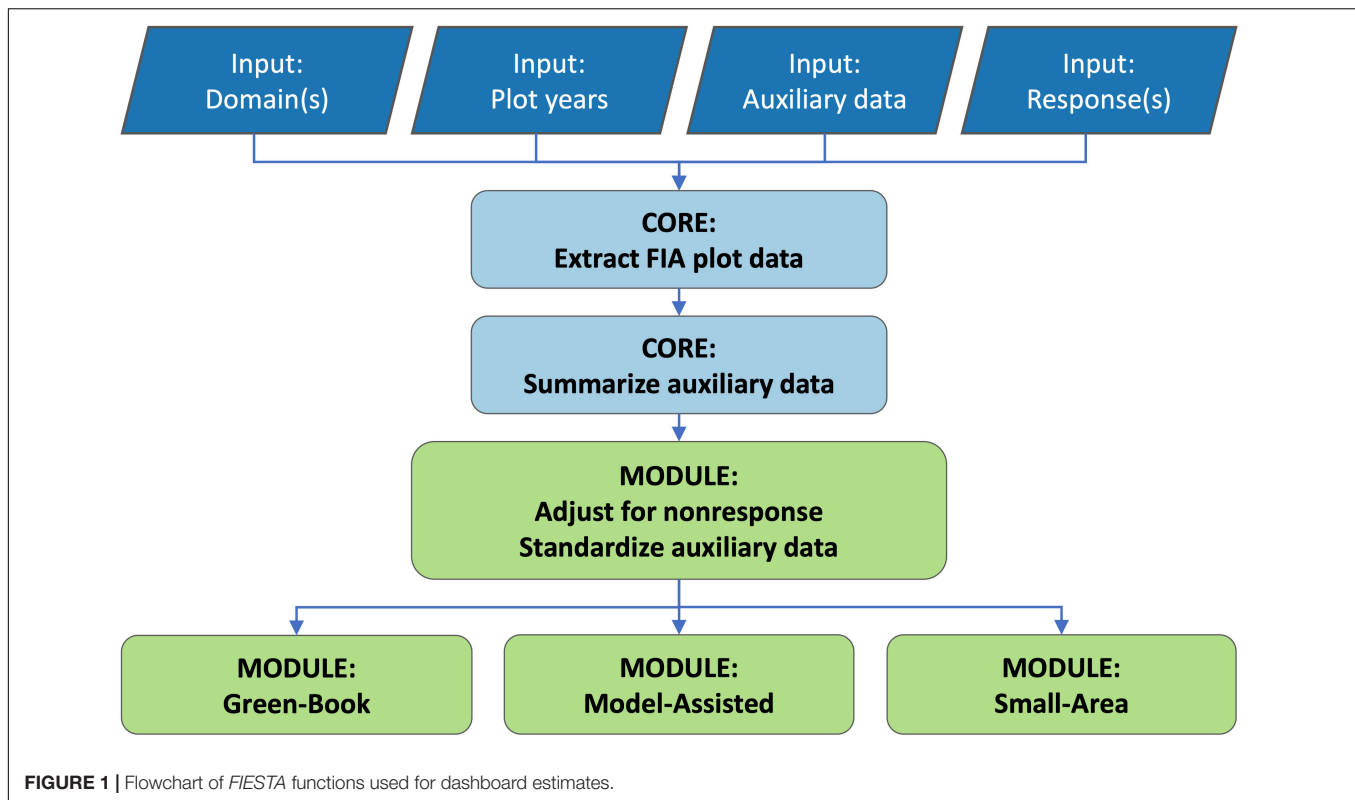 Input:
Domain(s)
Input:
Plot years
Input:
Auxiliary data
Input:
Response(s)
CORE:
Extract FIA plot data
CORE:
Summarize auxiliary data
MODULE:
Adjust for nonresponse
Standardize auxiliary data
MODULE:
Green-Book
MODULE:
Model-Assisted
MODULE:
Small-Area
FIGURE 1 | Flowchart of FIESTA functions used for dashboard estimates.